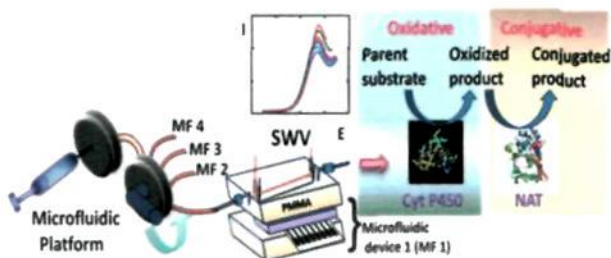 I
E
SWV
MF 4
MF 3
MF 2
Microfluidic
Platform
PMMA
Microfluidic
device 1 (MF 1)
Oxidative
Conjugative
Parent
substrate
Oxidized
product
Conjugated
product
Cyt P450
NAT